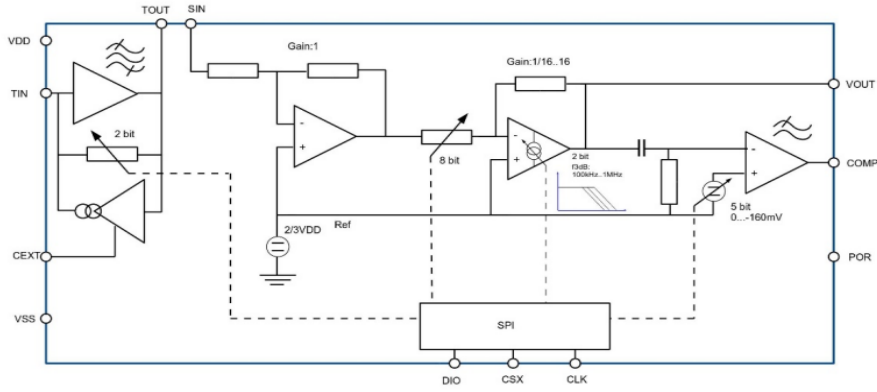 TOUT
SIN
VDD
TIN
Gain:1
Gain:1/16..16
VOUT
2 bit
8 bit
2 bit
f3dB:
100kHz..1MHz
COMP
5 bit
0...-160mV
2/3VDD
Ref
CEXT
POR
VSS
SPI
DIO
CSX
CLK